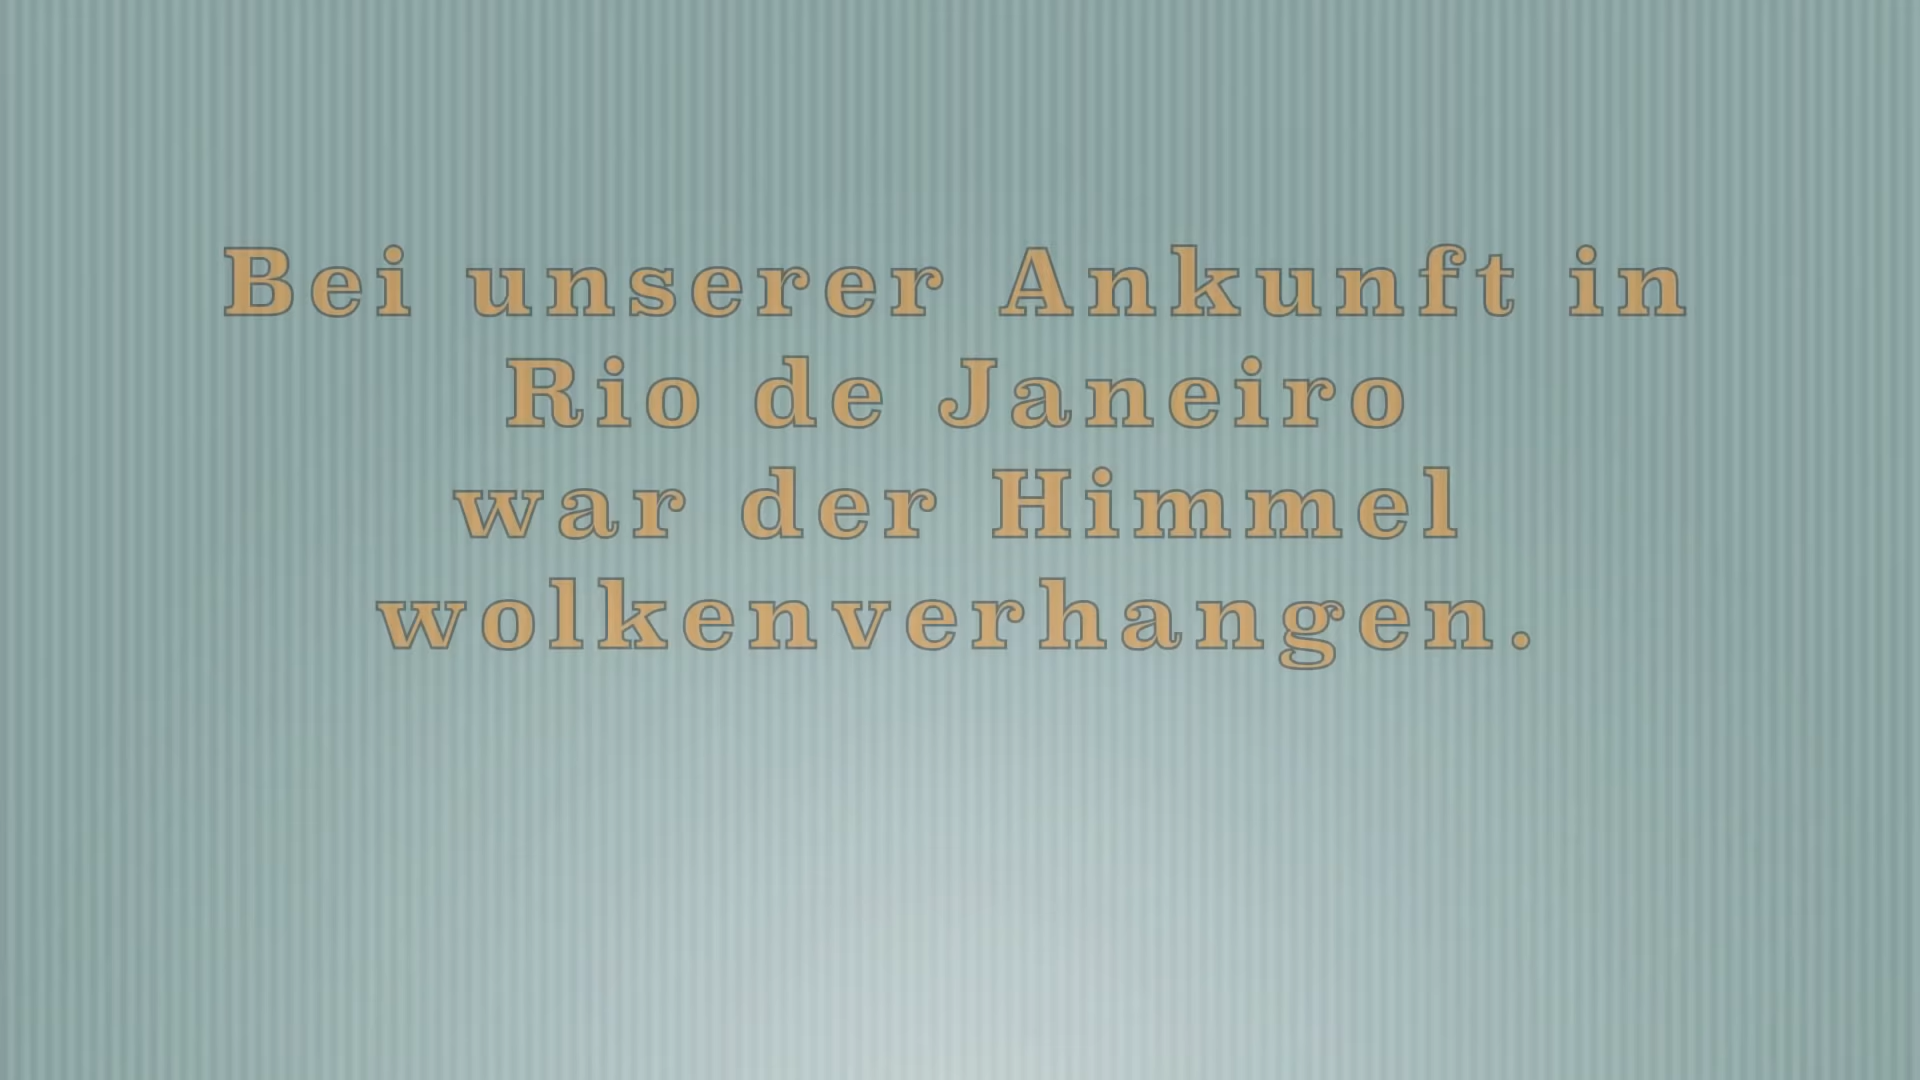 Bei unserer Ankunft in
Rio de Janeiro
war der Himmel
wolkenverhangen.